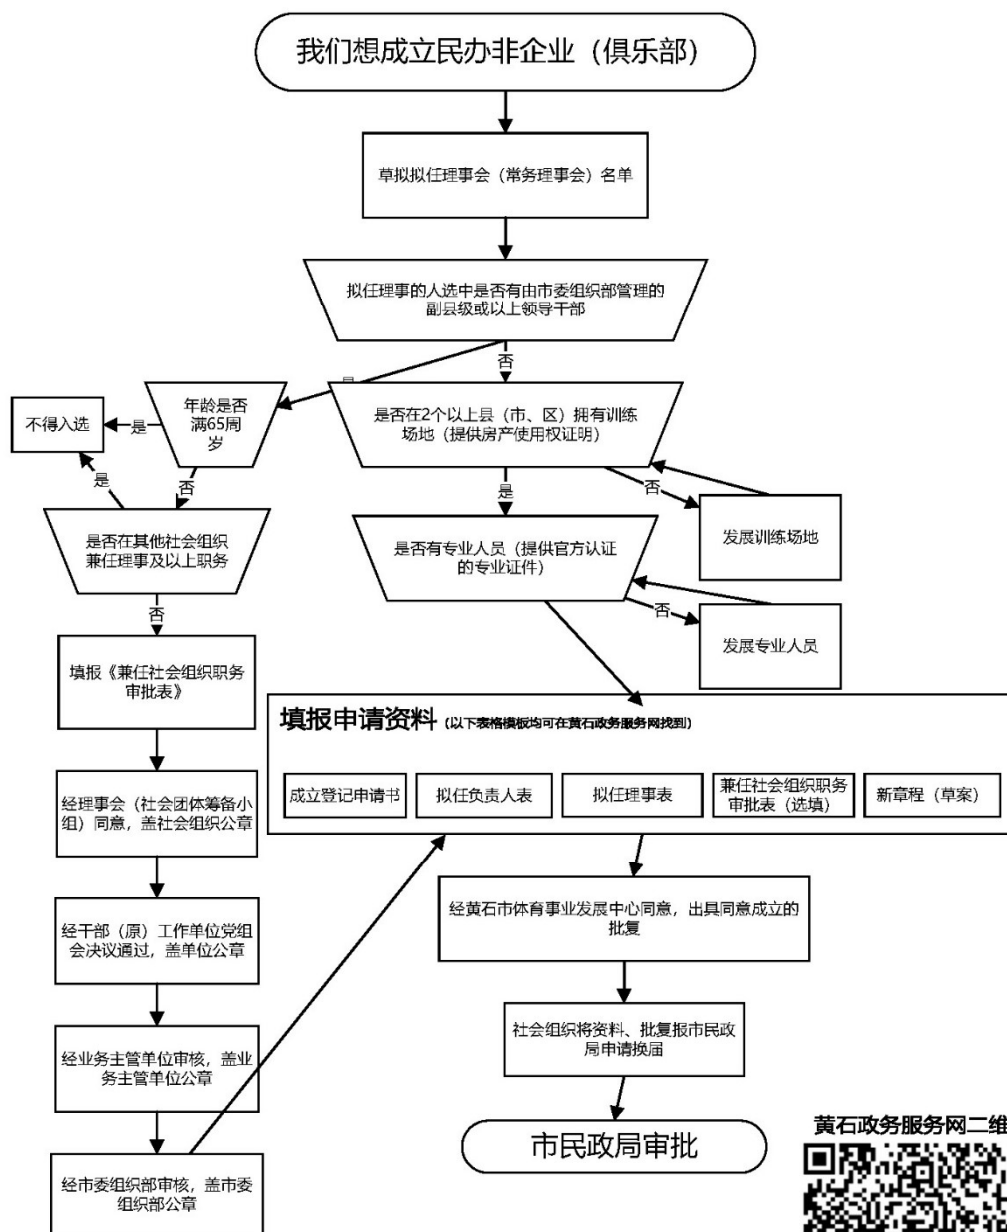 我们想成立民办非企业（俱乐部）
草拟拟任理事会（常务理事会）名单
拟任理事的人选中是否有由市委组织部管理的
副县级或以上领导干部
否
是
年龄是否
满65周
岁
是
不得入选
否
是
是否在其他社会组织
兼任理事及以上职务
否
填报《兼任社会组织职务
审批表》
经理事会（社会团体筹备小
组）同意，盖社会组织公章
经干部（原）工作单位党组
会决议通过，盖单位公章
经业务主管单位审核，盖业
务主管单位公章
经市委组织部审核，盖市委
组织部公章
是否在2个以上县（市、区）拥有训练
场地（提供房产使用权证明）
否
发展训练场地
是
是否有专业人员（提供官方认证
的专业证件）
否
发展专业人员
填报申请资料（以下表格模板均可在黄石政务服务网找到）
成立登记申请书
拟任负责人表
拟任理事表
兼任社会组织职务
审批表（选填）
新章程（草案）
经黄石市体育事业发展中心同意，出具同意成立的
批复
社会组织将资料、批复报市民政
局申请换届
市民政局审批
黄石政务服务网二维